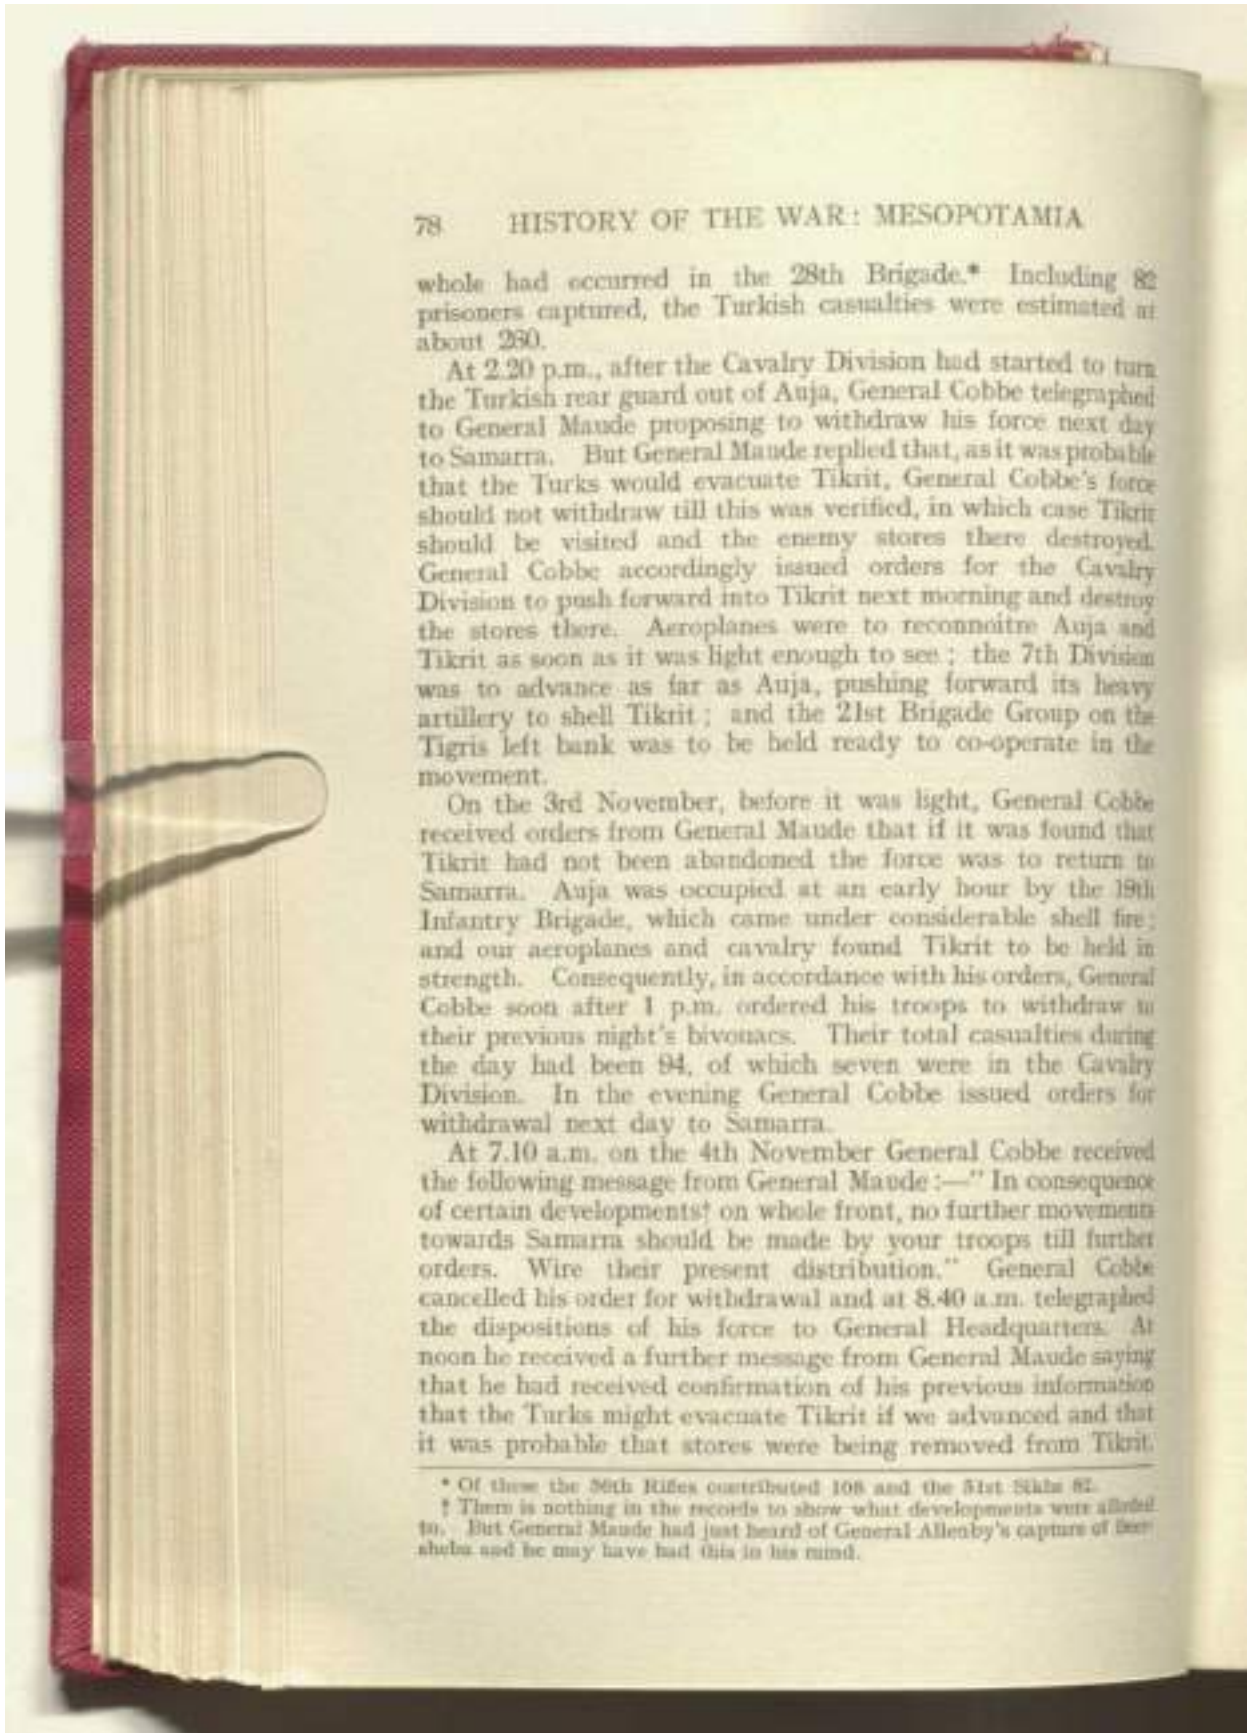 78 HISTORY OF THE WAR: MESOPOTAMIA
whole had occurred in the 28th Brigade.* Including 82
prisoners captured, the Turkish casualties were estimated at
about 260.
At 2.20 p.m., after the Cavalry Division had started to turn
the Turkish rear guard out of Auja, General Cobbe telegraphed
to General Maude proposing to withdraw his force next day
to Samarra. But General Maude replied that, as it was probable
that the Turks would evacuate Tikrit, General Cobbe's force
should not withdraw till this was verified, in which case Tikrit
should be visited and the enemy stores there destroyed.
General Cobbe accordingly issued orders for the Cavalry
Division to push forward into Tikrit next morning and destroy
the stores there. Aeroplanes were to reconnoitre Auja and
Tikrit as soon as it was light enough to see; the 7th Division
was to advance as far as Auja, pushing forward its heavy
artillery to shell Tikrit; and the 21st Brigade Group on the
Tigris left bank was to be held ready to co-operate in the
movement.
On the 3rd November, before it was light, General Cobbe
received orders from General Maude that if it was found that
Tikrit had not been abandoned the force was to return to
Samarra. Auja was occupied at an early hour by the 19th
Infantry Brigade, which came under considerable shell fire;
and our aeroplanes and cavalry found Tikrit to be held in
strength. Consequently, in accordance with his orders, General
Cobbe soon after 1 p.m. ordered his troops to withdraw to
their previous night's bivouacs. Their total casualties during
the day had been 94, of which seven were in the Cavalry
Division. In the evening General Cobbe issued orders for
withdrawal next day to Samarra.
At 7.10 a.m. on the 4th November General Cobbe received
the following message from General Maude:—" In consequence
of certain developments† on whole front, no further movements
towards Samarra should be made by your troops till further
orders. Wire their present distribution." General Cobbe
cancelled his order for withdrawal and at 8.40 a.m. telegraphed
the dispositions of his force to General Headquarters. At
noon he received a further message from General Maude saying
that he had received confirmation of his previous information
that the Turks might evacuate Tikrit if we advanced and that
it was probable that stores were being removed from Tikrit.
* Of these the 56th Rifles contributed 108 and the 51st Sikhs 82.
† There is nothing in the records to show what developments were alluded
to. But General Maude had just heard of General Allenby's capture of Beer-
sheba and he may have had this in his mind.